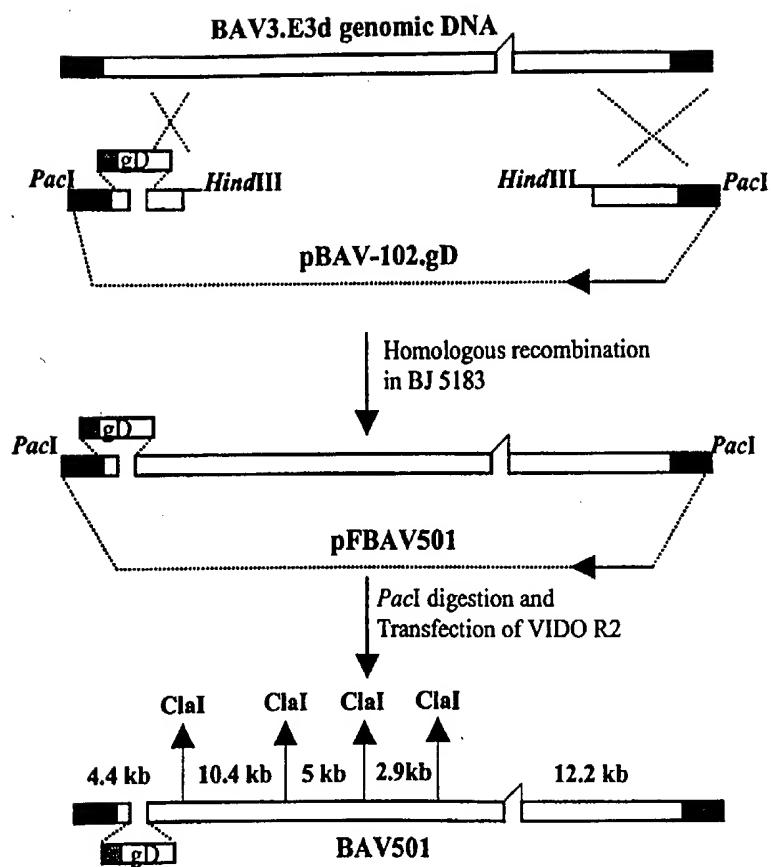 BAV3.E3d genomic DNA
gD
PacI
HindIII
HindIII
PacI
pBAV-102.gD
Homologous recombination
in BJ 5183
gD
PacI
PacI
pFBAV501
PacI digestion and
Transfection of VIDO R2
ClaI ClaI ClaI ClaI
4.4 kb 10.4 kb 5 kb 2.9kb 12.2 kb
gD
BAV501